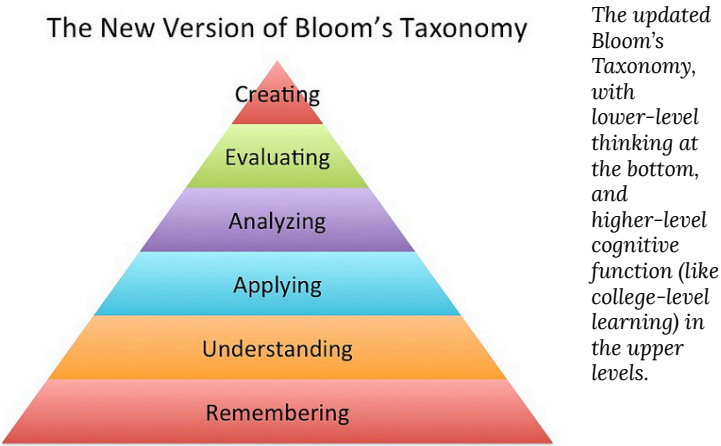 The New Version of Bloom's Taxonomy
Creating
Evaluating
Analyzing
Applying
Understanding
Remembering
The updated
Bloom's
Taxonomy,
with
lower-level
thinking at
the bottom,
and
higher-level
cognitive
function (like
college-level
learning) in
the upper
levels.